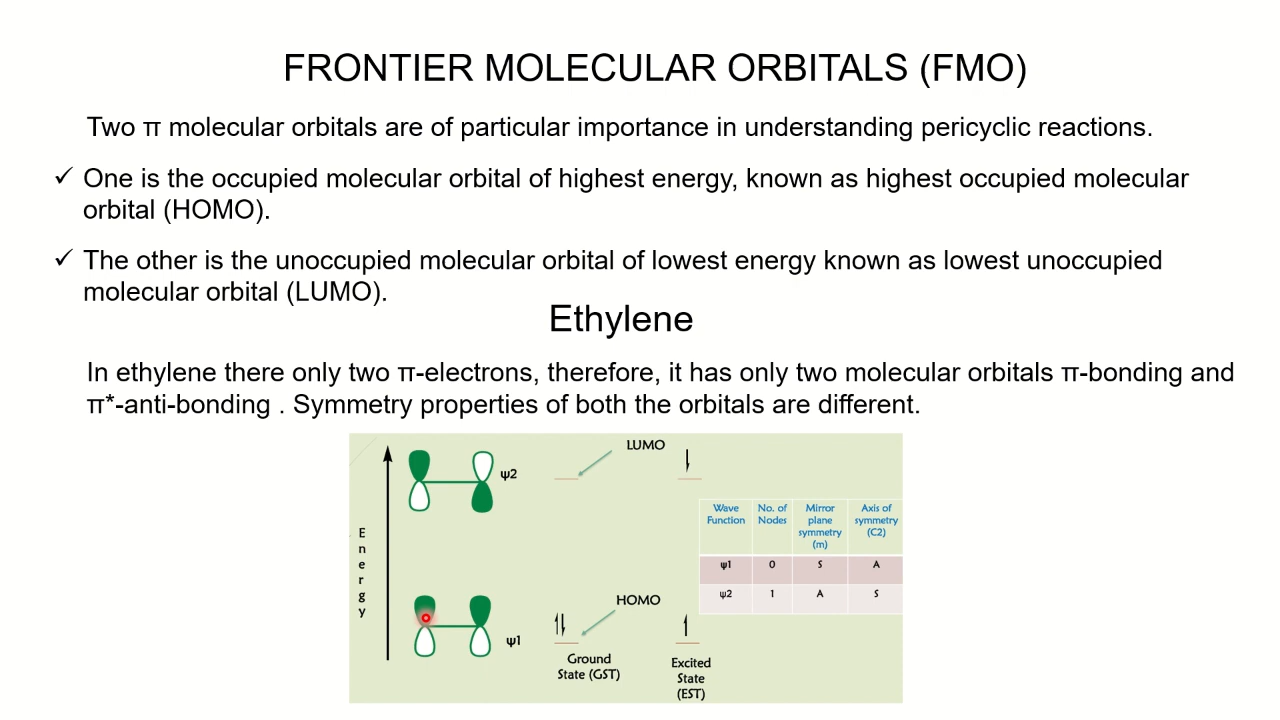 FRONTIER MOLECULAR ORBITALS (FMO)
Two π molecular orbitals are of particular importance in understanding pericyclic reactions.
✓ One is the occupied molecular orbital of highest energy, known as highest occupied molecular
orbital (HOMO).
✓ The other is the unoccupied molecular orbital of lowest energy known as lowest unoccupied
molecular orbital (LUMO).
Ethylene
In ethylene there only two π-electrons, therefore, it has only two molecular orbitals π-bonding and
π*-anti-bonding . Symmetry properties of both the orbitals are different.
Energy
ψ2
LUMO
ψ1
HOMO
Ground
State (GST)
Excited
State
(EST)
Wave
Function
No. of
Nodes
Mirror
plane
symmetry
(m)
Axis of
symmetry
(C2)
ψ1 0 S A
ψ2 1 A S